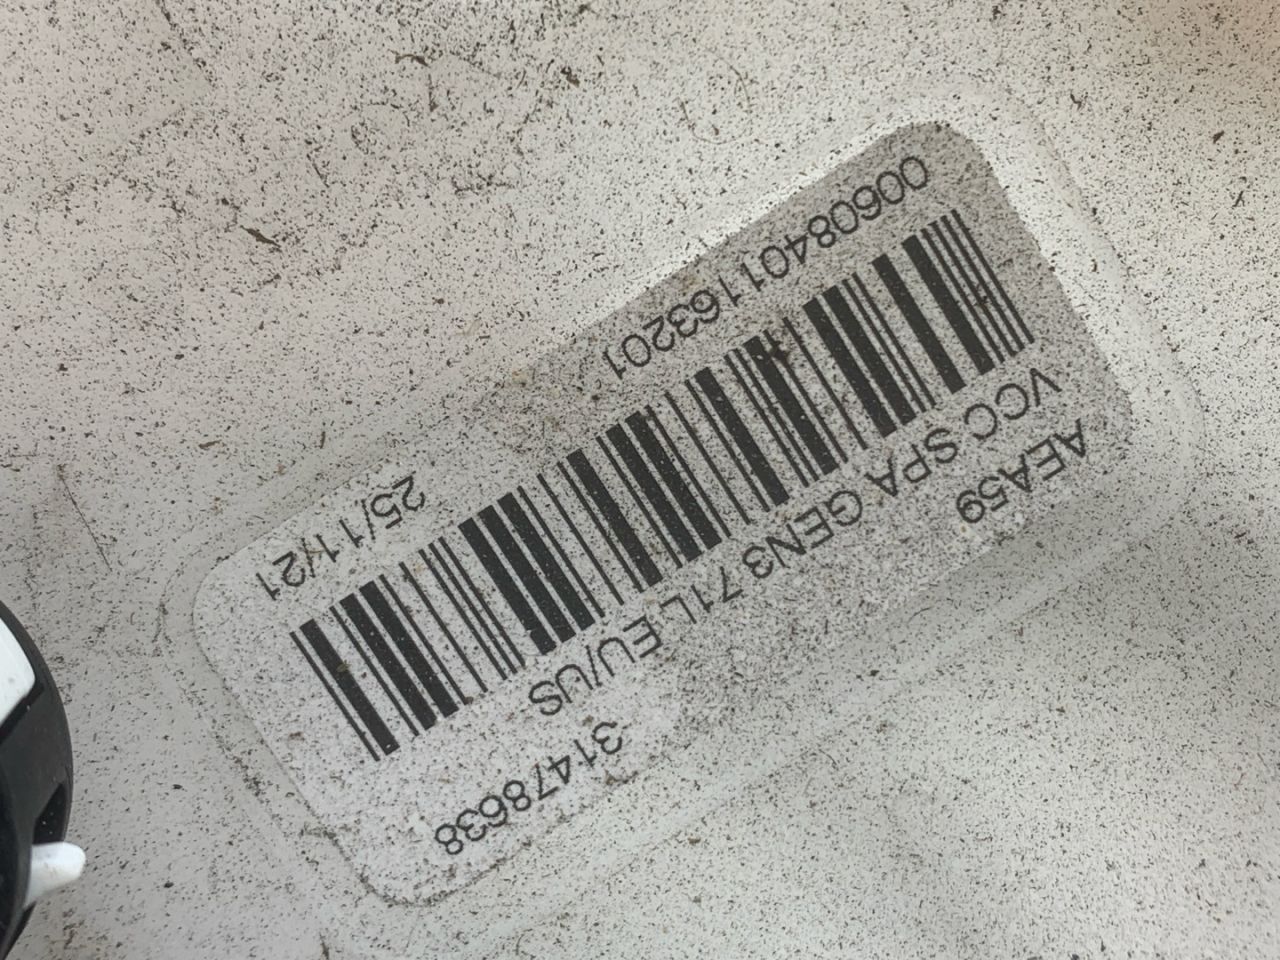 AEA59 31478638
VCC SPA GEN3 71L EU/US
00608401163201 25/11/21